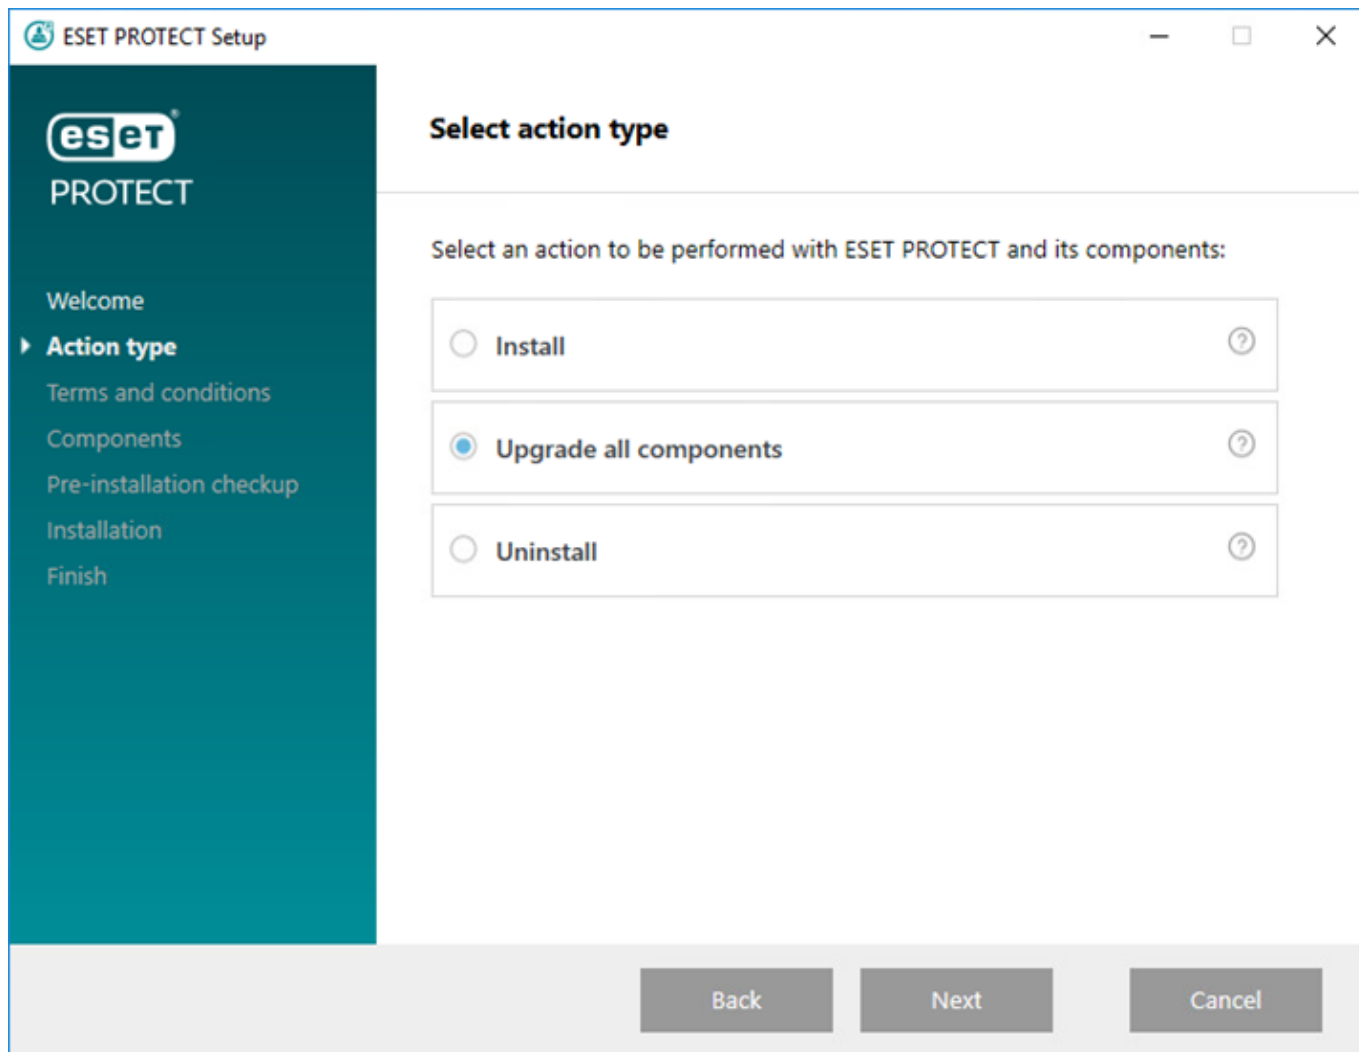 ESET PROTECT Setup
eseT®
PROTECT
Welcome
Action type
Terms and conditions
Components
Pre-installation checkup
Installation
Finish
Select action type
Select an action to be performed with ESET PROTECT and its components:
Install ?
Upgrade all components ?
Uninstall ?
Back Next Cancel